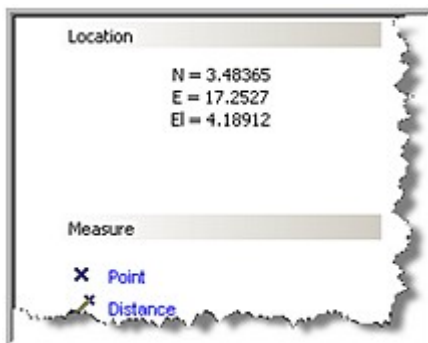 Location
N = 3.48365
E = 17.2527
El = 4.18912
Measure
Point
Distance